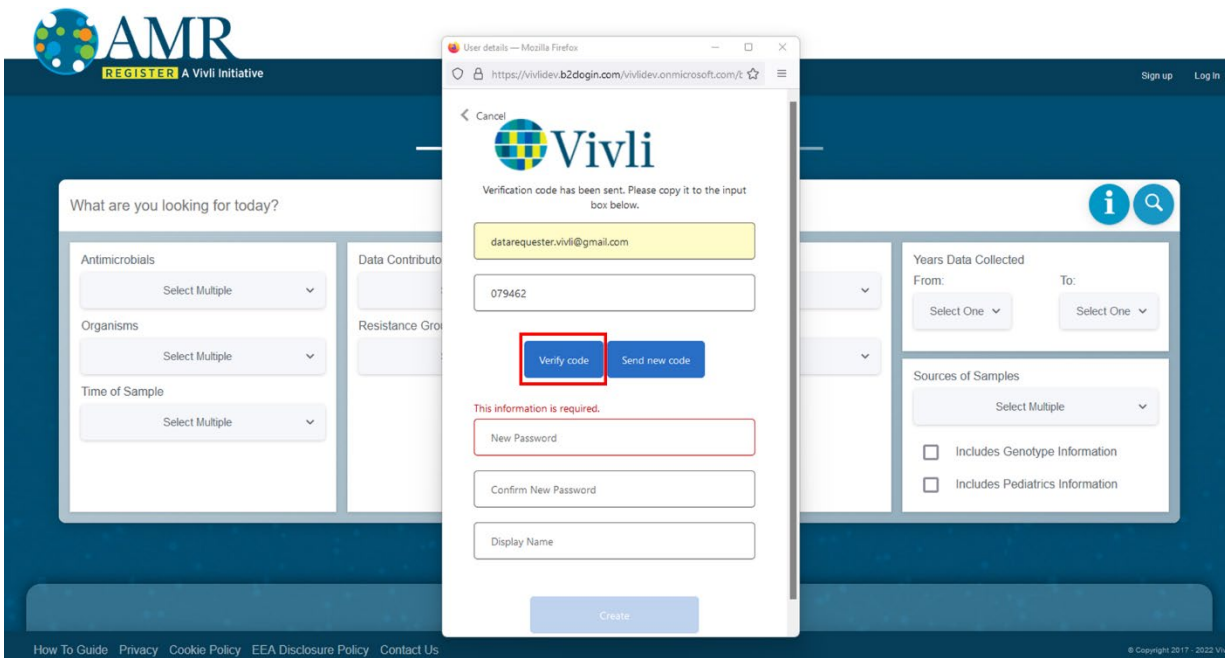 AMR
REGISTER A Vivli Initiative
Sign up Log In
User details — Mozilla Firefox
https://vivlidev.b2clogin.com/vivlidev.onmicrosoft.com/
Cancel
Vivli
Verification code has been sent. Please copy it to the input
box below.
datarequester.vivli@gmail.com
079462
Verify code Send new code
This information is required.
New Password
Confirm New Password
Display Name
Create
What are you looking for today?
i
Antimicrobials
Select Multiple
Organisms
Select Multiple
Time of Sample
Select Multiple
Data Contributo
Resistance Gro
Years Data Collected
From: To:
Select One Select One
Sources of Samples
Select Multiple
Includes Genotype Information
Includes Pediatrics Information
How To Guide Privacy Cookie Policy EEA Disclosure Policy Contact Us
© Copyright 2017 - 2022